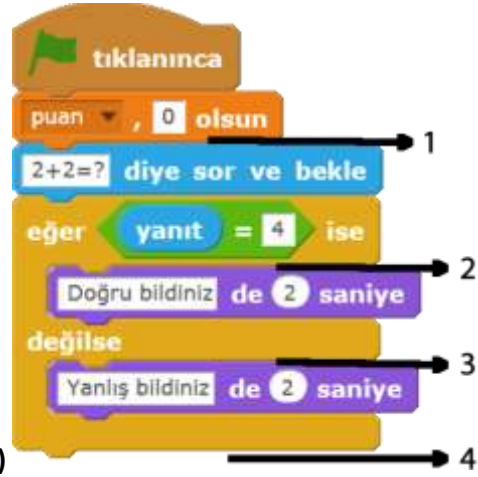 tıklanınca
puan , 0 olsun
1
2+2=? diye sor ve bekle
eğer yanıt = 4 ise
2
Doğru bildiniz de 2 saniye
değilse
3
Yanlış bildiniz de 2 saniye
) 4